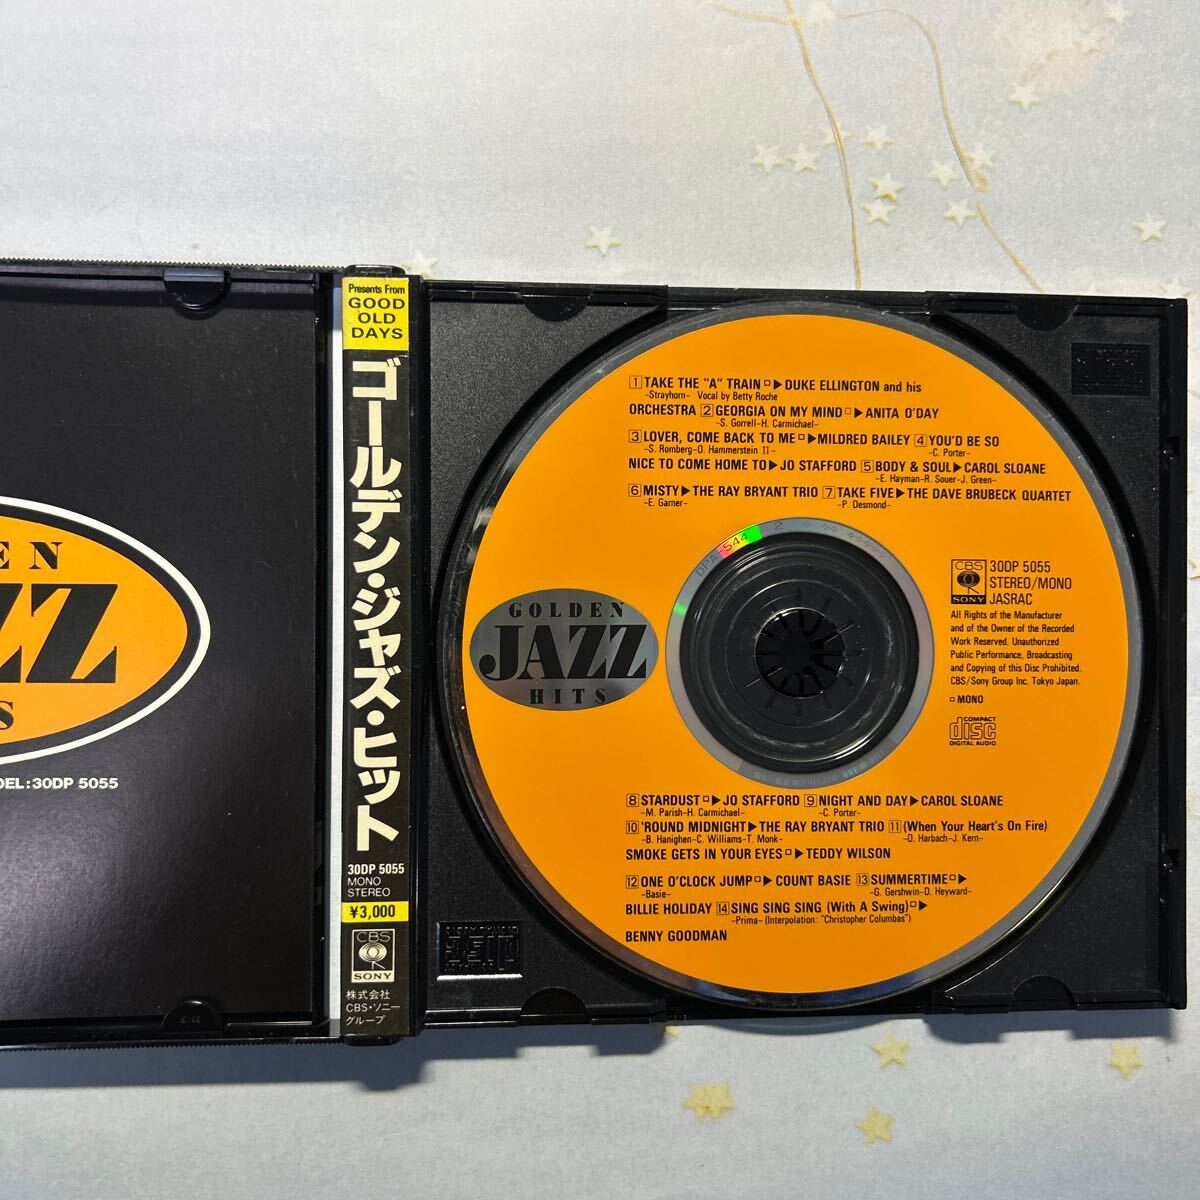 EN
ZZ
S
DEL:30DP 5055
Presents From
GOOD
OLD
DAYS
ゴールデン・ジャズ・ヒット
30DP 5055
MONO
STEREO
¥3,000
CBS
SONY
株式会社
CBS・ソニー
グループ
1 TAKE THE "A" TRAIN▫▶DUKE ELLINGTON and his
-Strayhorn- Vocal by Betty Roche
ORCHESTRA 2 GEORGIA ON MY MIND▫▶ANITA O'DAY
-S. Gorrell-H. Carmichael-
3 LOVER, COME BACK TO ME▫▶MILDRED BAILEY 4 YOU'D BE SO
-S. Romberg-O. Hammerstein II- -C. Porter-
NICE TO COME HOME TO▶JO STAFFORD 5 BODY & SOUL▶CAROL SLOANE
-E. Hayman-R. Souer-J. Green-
6 MISTY▶THE RAY BRYANT TRIO 7 TAKE FIVE▶THE DAVE BRUBECK QUARTET
-E. Garner- -P. Desmond-
DPA-544 2
GOLDEN
JAZZ
HITS
CBS
SONY
30DP 5055
STEREO/MONO
JASRAC
All Rights of the Manufacturer
and of the Owner of the Recorded
Work Reserved. Unauthorized
Public Performance, Broadcasting
and Copying of this Disc Prohibited.
CBS/Sony Group Inc. Tokyo Japan.
▫ MONO
COMPACT
disc
DIGITAL AUDIO
8 STARDUST▫▶JO STAFFORD 9 NIGHT AND DAY▶CAROL SLOANE
-M. Parish-H. Carmichael- -C. Porter-
10 'ROUND MIDNIGHT▶THE RAY BRYANT TRIO 11 (When Your Heart's On Fire)
-B. Hanighen-C. Williams-T. Monk- -O. Harbach-J. Kern-
SMOKE GETS IN YOUR EYES▫▶TEDDY WILSON
12 ONE O'CLOCK JUMP▫▶COUNT BASIE 13 SUMMERTIME▫▶
-Basie- -G. Gershwin-D. Heyward-
BILLIE HOLIDAY 14 SING SING SING (With A Swing)▫▶
-Prima- (Interpolation: "Christopher Columbas")
BENNY GOODMAN